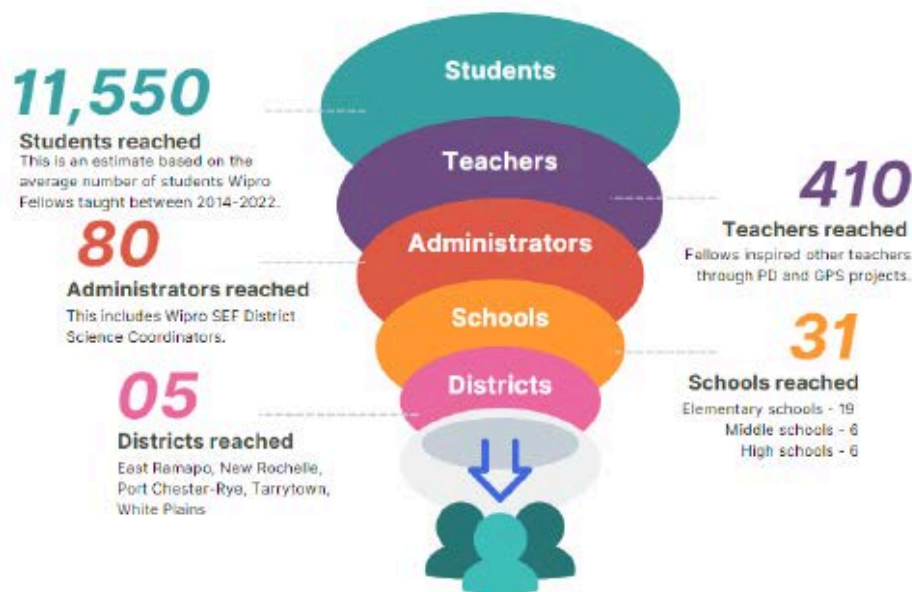 Students
11,550
Students reached
This is an estimate based on the
average number of students Wipro
Fellows taught between 2014-2022.
Teachers
410
Teachers reached
Fellows inspired other teachers
through PD and GPS projects.
80
Administrators reached
This includes Wipro SEF District
Science Coordinators.
Administrators
Schools
31
Schools reached
Elementary schools - 19
Middle schools - 6
High schools - 6
Districts
05
Districts reached
East Ramapo, New Rochelle,
Port Chester-Rye, Tarrytown,
White Plains